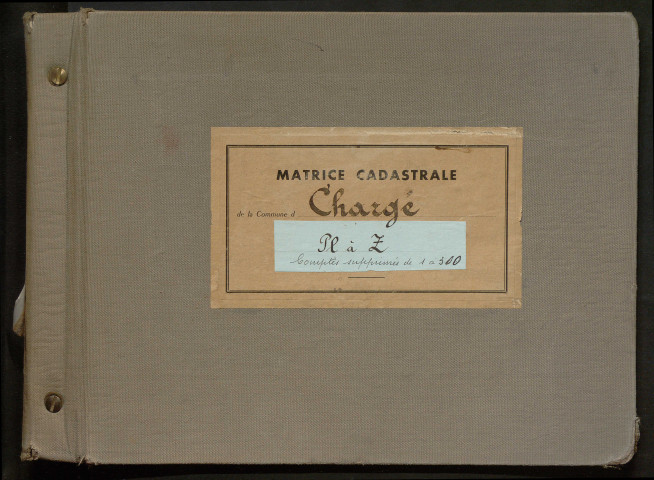 MATRICE CADASTRALE
de la Commune d Chargé
Pl à Z
Comptes supprimés de 1 à 300